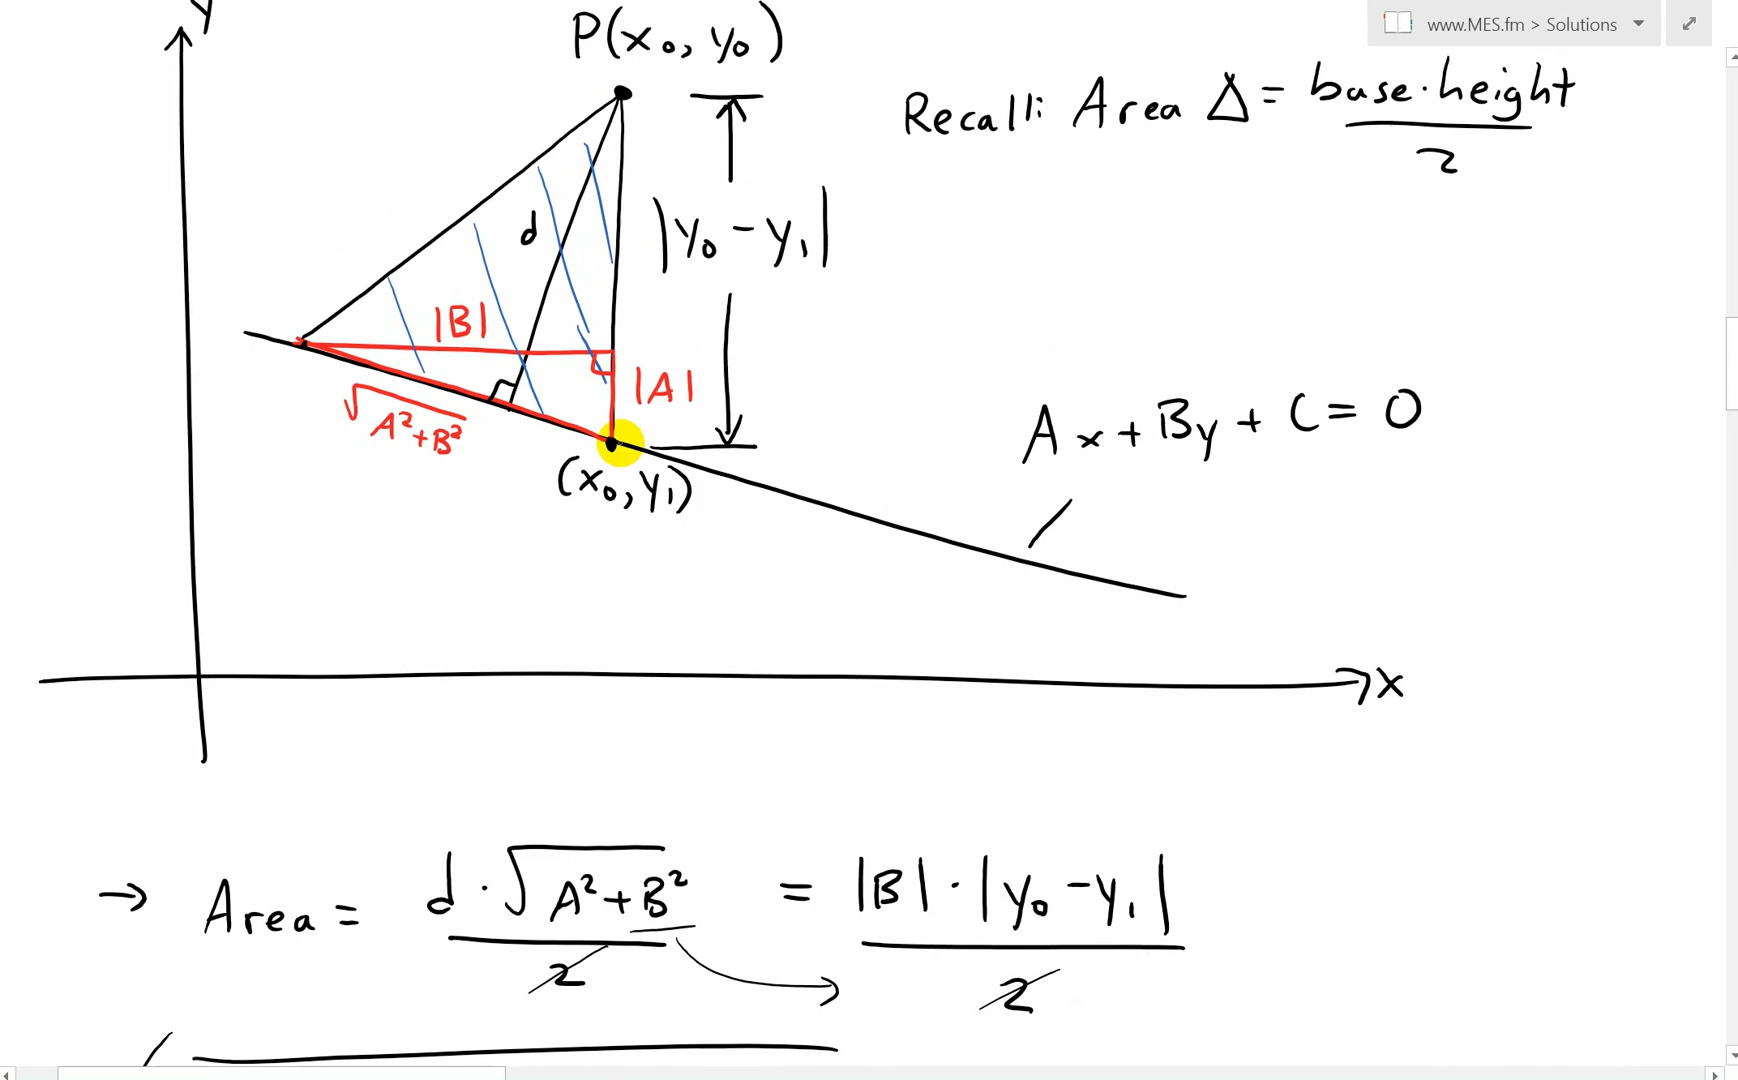 y
P(x₀, y₀)
www.MES.fm > Solutions
Recall: Area Δ = base·height / 2
d
|y₀ - y₁|
|B|
|A|
√A²+B²
Ax + By + C = 0
(x₀, y₁)
x
→ Area = d·√A²+B² / 2 = |B|·|y₀ - y₁| / 2